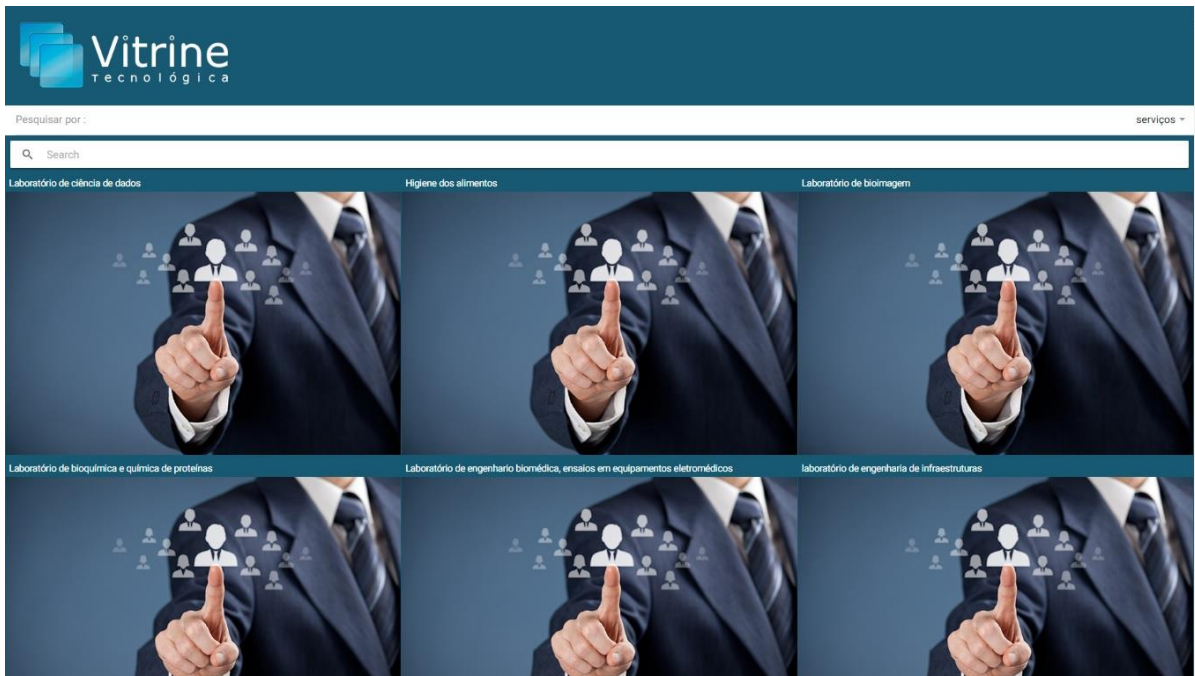 Vitrine
Tecnológica
Pesquisar por :
serviços
Search
Laboratório de ciência de dados
Higiene dos alimentos
Laboratório de bioimagem
Laboratório de bioquímica e química de proteínas
Laboratório de engenhario biomédica, ensaios em equipamentos eletromédicos
laboratório de engenharia de infraestruturas